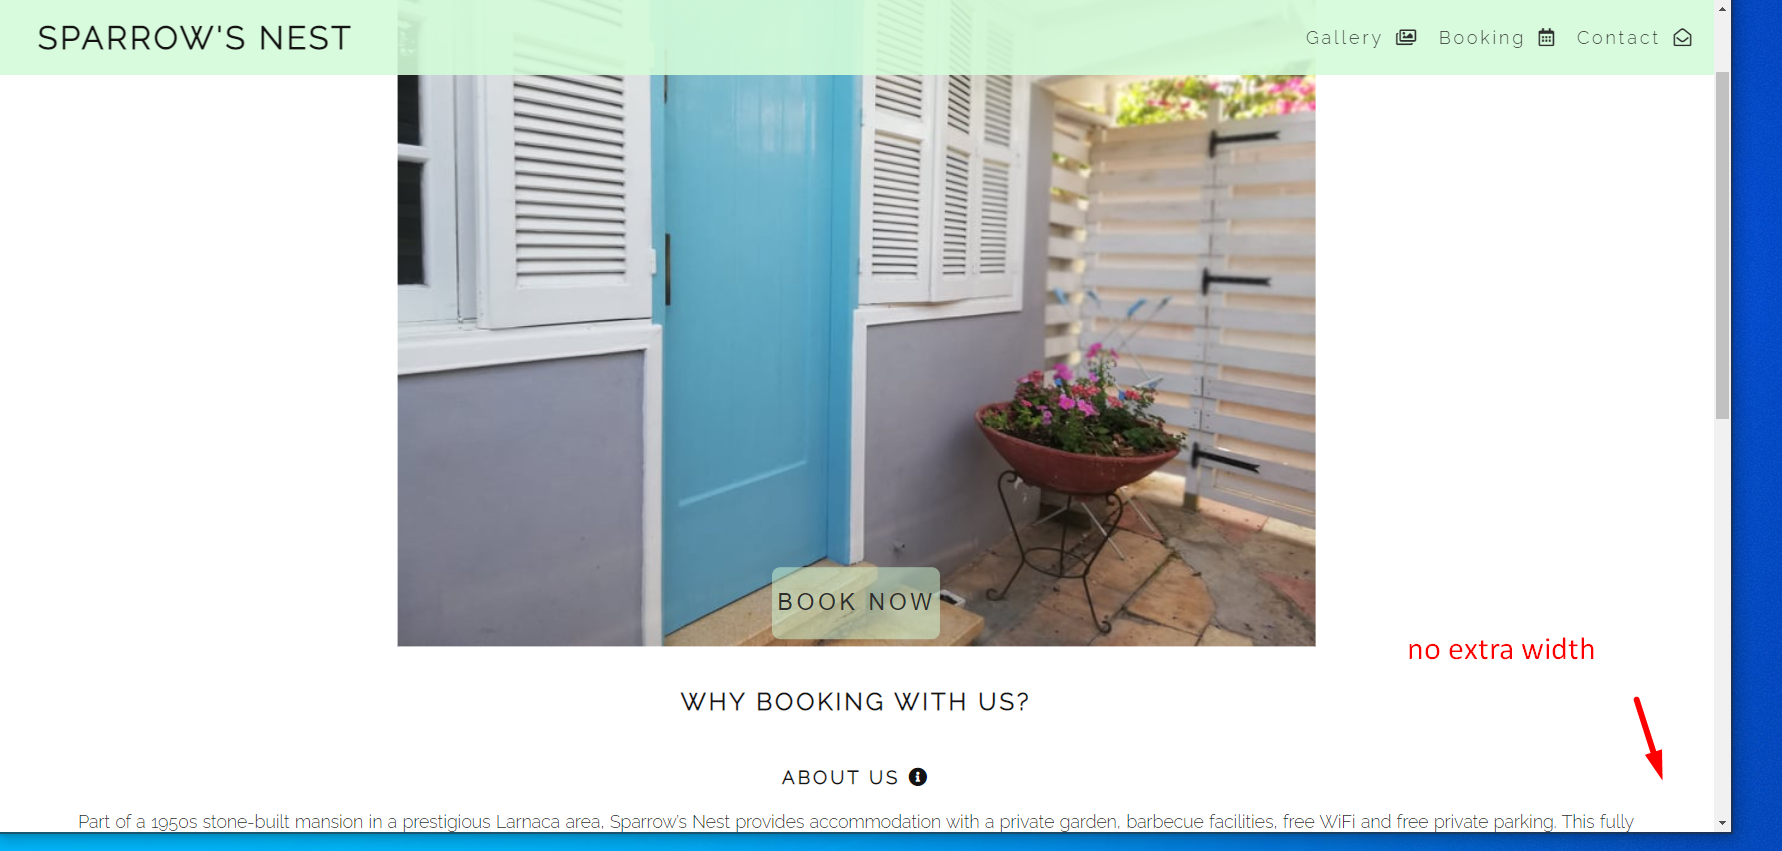 SPARROW'S NEST
Gallery Booking Contact
BOOK NOW
no extra width
WHY BOOKING WITH US?
ABOUT US
Part of a 1950s stone-built mansion in a prestigious Larnaca area, Sparrow's Nest provides accommodation with a private garden, barbecue facilities, free WiFi and free private parking. This fully